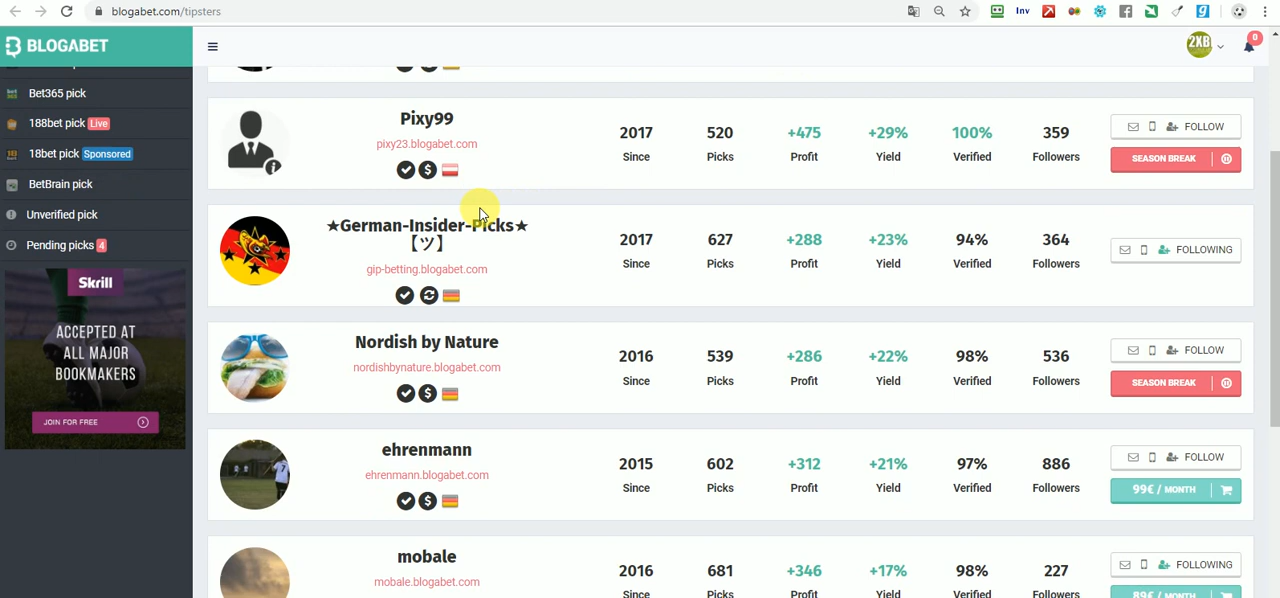 blogabet.com/tipsters
Inv
BLOGABET
2XB
0
Bet365 pick
188bet pick Live
18bet pick Sponsored
BetBrain pick
Unverified pick
Pending picks 4
Skrill
ACCEPTED AT
ALL MAJOR
BOOKMAKERS
JOIN FOR FREE
Pixy99
pixy23.blogabet.com
2017 520 +475 +29% 100% 359
Since Picks Profit Yield Verified Followers
FOLLOW
SEASON BREAK
★German-Insider-Picks★
【ツ】
gip-betting.blogabet.com
2017 627 +288 +23% 94% 364
Since Picks Profit Yield Verified Followers
FOLLOWING
Nordish by Nature
nordishbynature.blogabet.com
2016 539 +286 +22% 98% 536
Since Picks Profit Yield Verified Followers
FOLLOW
SEASON BREAK
ehrenmann
ehrenmann.blogabet.com
2015 602 +312 +21% 97% 886
Since Picks Profit Yield Verified Followers
FOLLOW
99€ / MONTH
mobale
mobale.blogabet.com
2016 681 +346 +17% 98% 227
Since Picks Profit Yield Verified Followers
FOLLOWING
89€ / MONTH